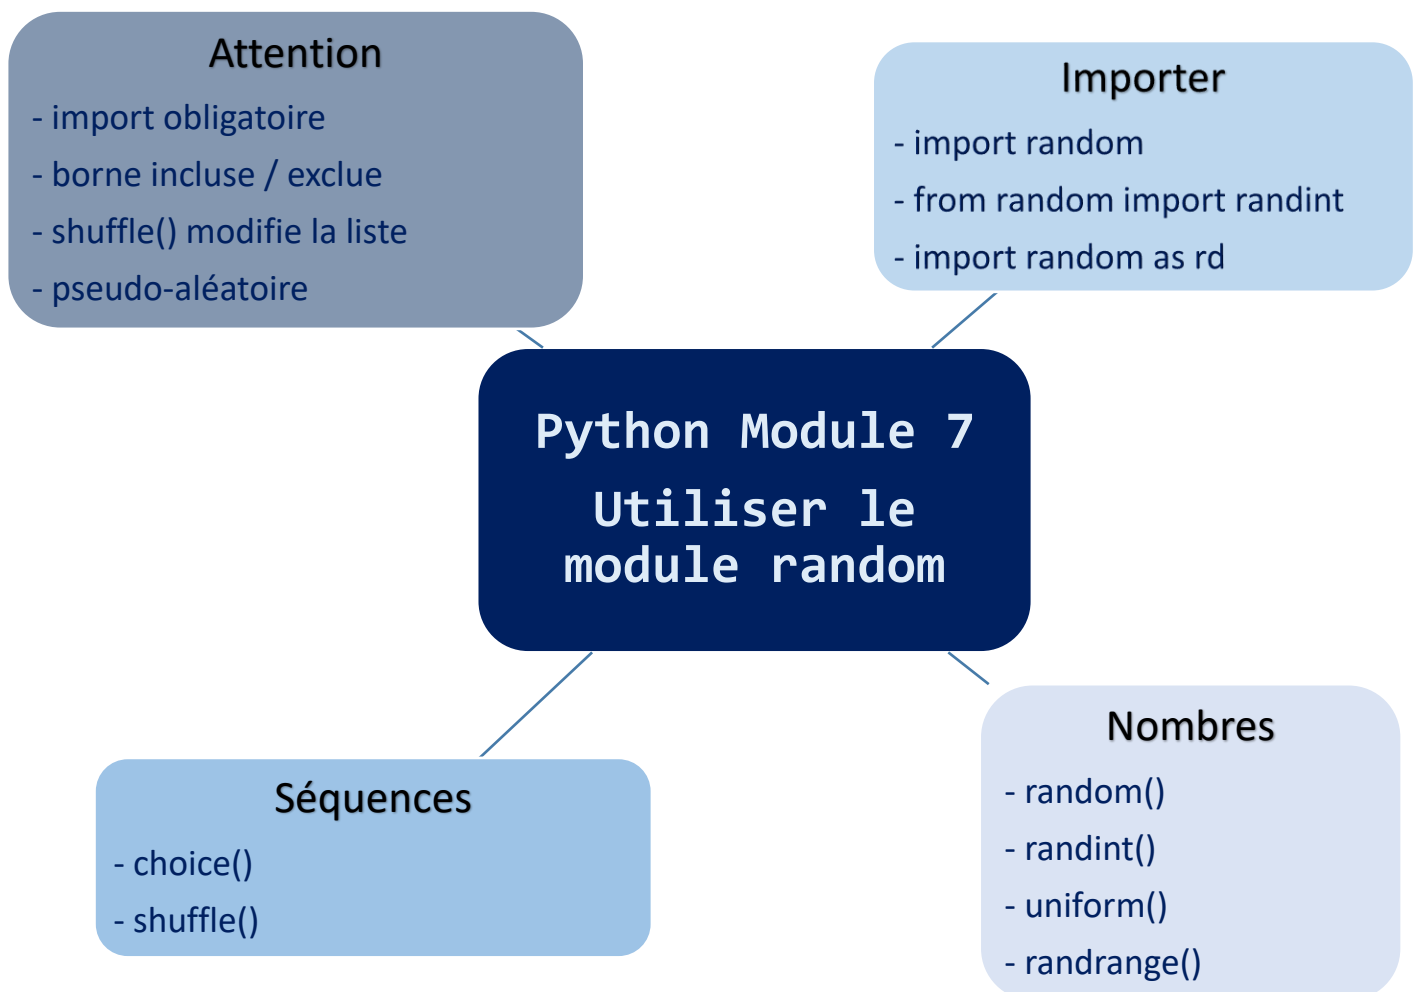 Attention
- import obligatoire
- borne incluse / exclue
- shuffle() modifie la liste
- pseudo-aléatoire
Importer
- import random
- from random import randint
- import random as rd
Python Module 7
Utiliser le
module random
Séquences
- choice()
- shuffle()
Nombres
- random()
- randint()
- uniform()
- randrange()